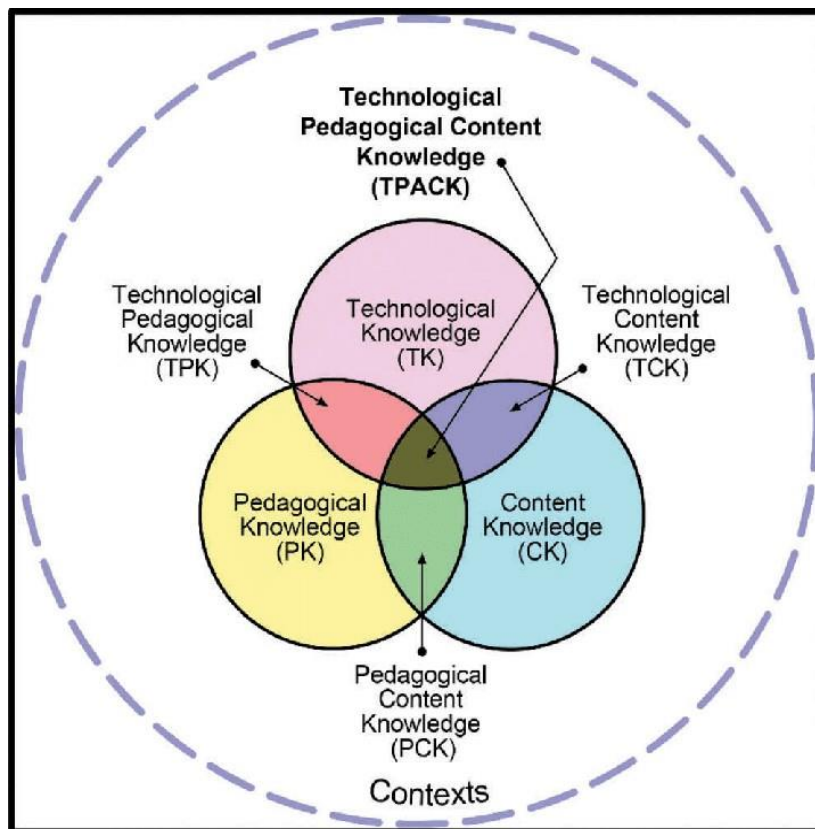 Technological
Pedagogical Content
Knowledge
(TPACK)
Technological
Pedagogical
Knowledge
(TPK)
Technological
Knowledge
(TK)
Technological
Content
Knowledge
(TCK)
Pedagogical
Knowledge
(PK)
Content
Knowledge
(CK)
Pedagogical
Content
Knowledge
(PCK)
Contexts